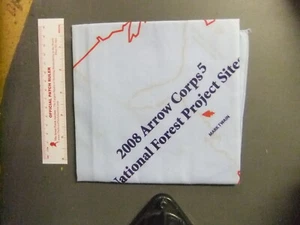 OFFICIAL PATCH RULER
2008 Arrow Corps 5
National Forest Project Sites
MARK TWAIN